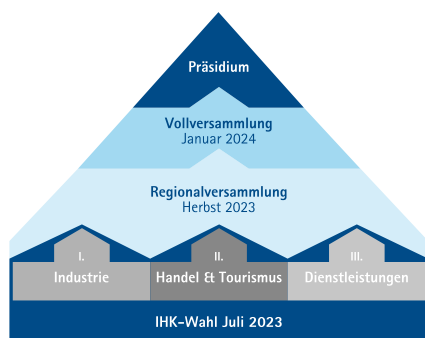 Präsidium
Vollversammlung
Januar 2024
Regionalversammlung
Herbst 2023
I.
II.
III.
Industrie
Handel & Tourismus
Dienstleistungen
IHK-Wahl Juli 2023